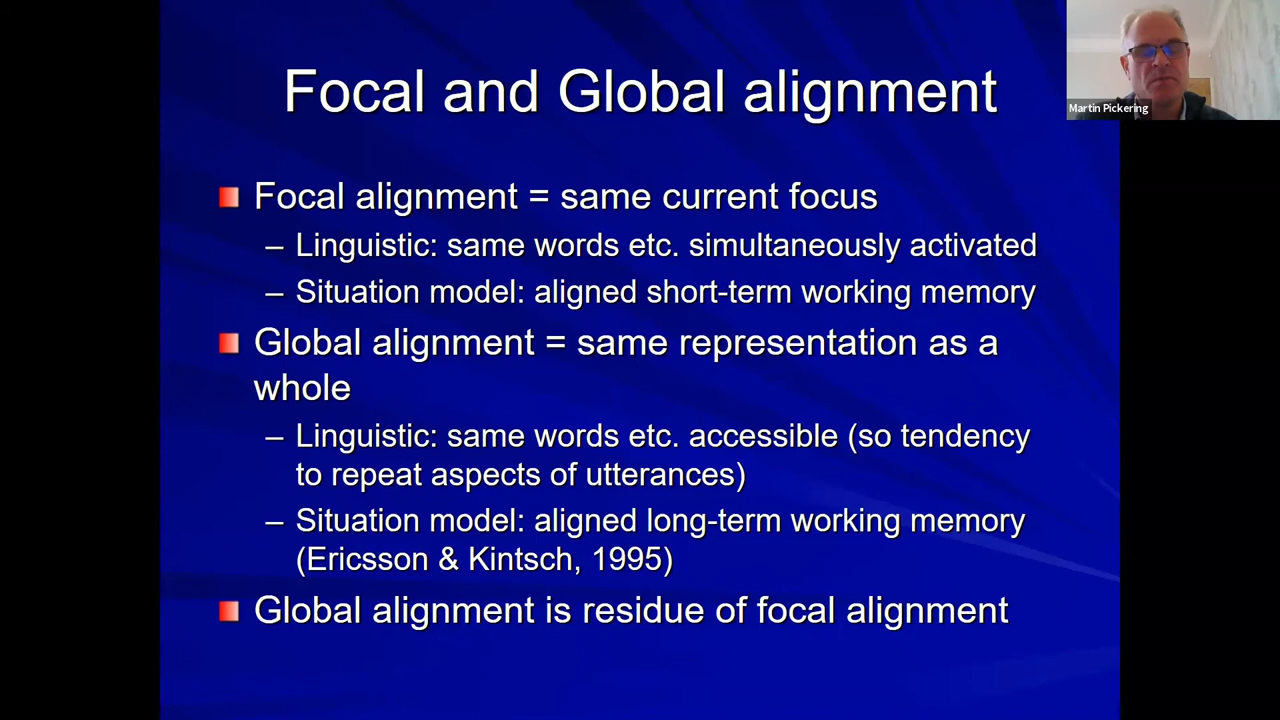 Focal and Global alignment
Martin Pickering
Focal alignment = same current focus
– Linguistic: same words etc. simultaneously activated
– Situation model: aligned short-term working memory
Global alignment = same representation as a
whole
– Linguistic: same words etc. accessible (so tendency
to repeat aspects of utterances)
– Situation model: aligned long-term working memory
(Ericsson & Kintsch, 1995)
Global alignment is residue of focal alignment